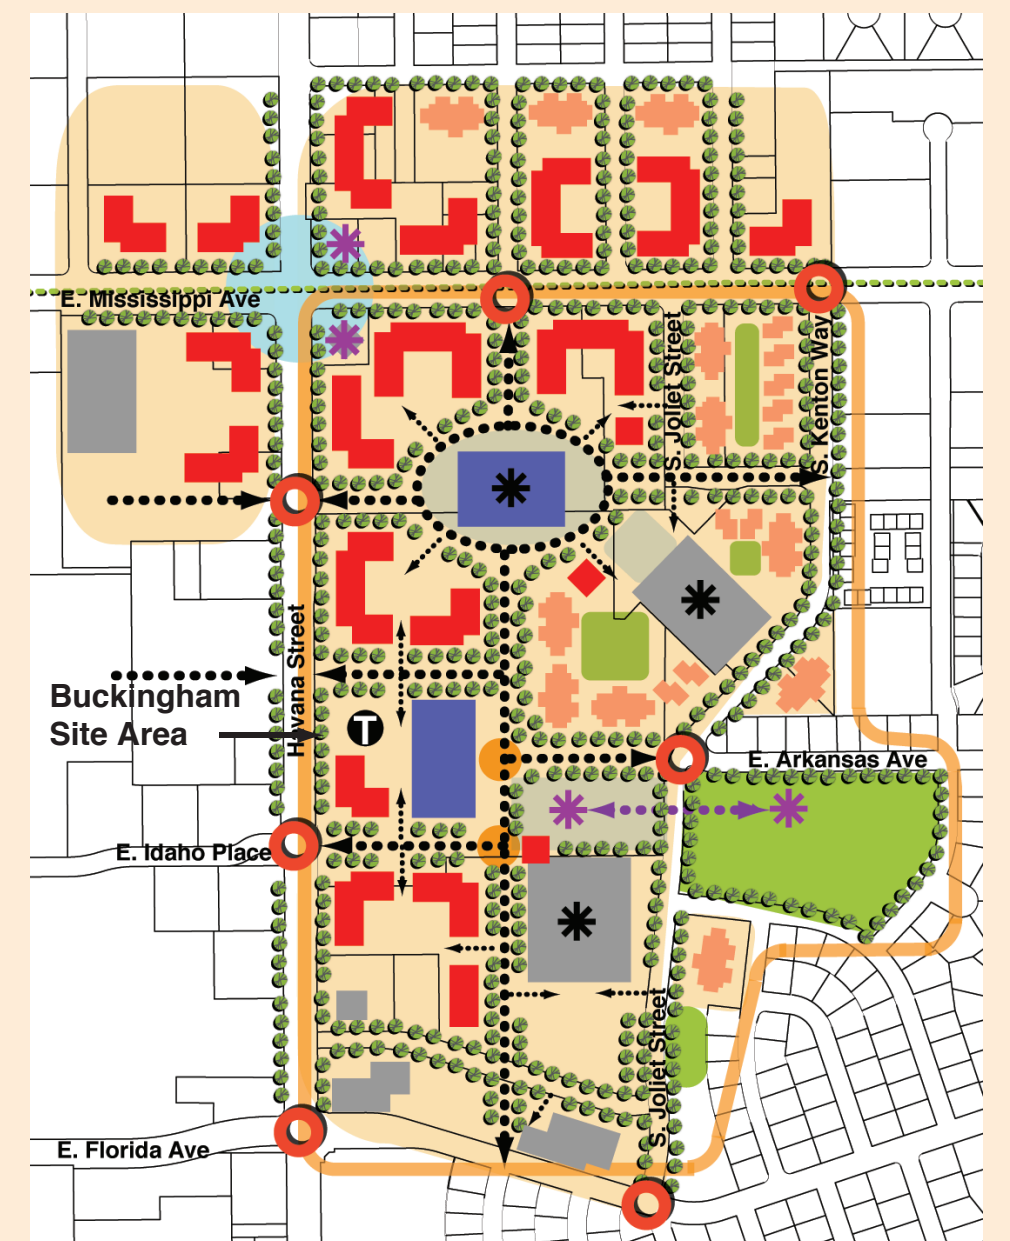 E. Mississippi Ave
S. Joliet Street
S. Kenton Way
Havana Street
Buckingham
Site Area
T
E. Arkansas Ave
E. Idaho Place
S. Joliet Street
E. Florida Ave